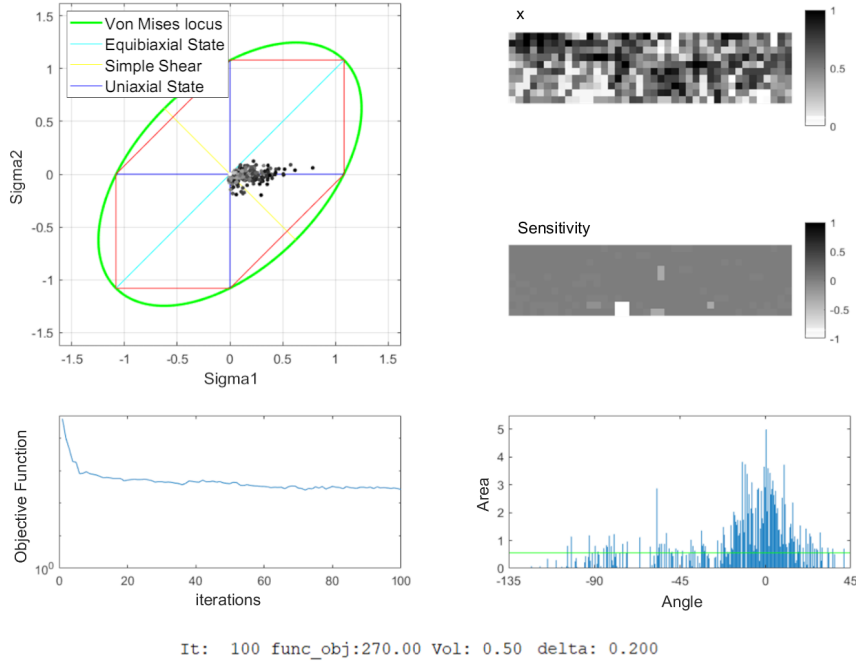 Von Mises locus
Equibiaxial State
Simple Shear
Uniaxial State
1.5
1
0.5
0
-0.5
-1
-1.5
Sigma2
-1.5 -1 -0.5 0 0.5 1 1.5
Sigma1
x
1
0.5
0
Sensitivity
1
0.5
0
-0.5
-1
Objective Function
10^0
0 20 40 60 80 100
iterations
Area
5
4
3
2
1
0
-135 -90 -45 0 45
Angle
It: 100 func_obj:270.00 Vol: 0.50 delta: 0.200